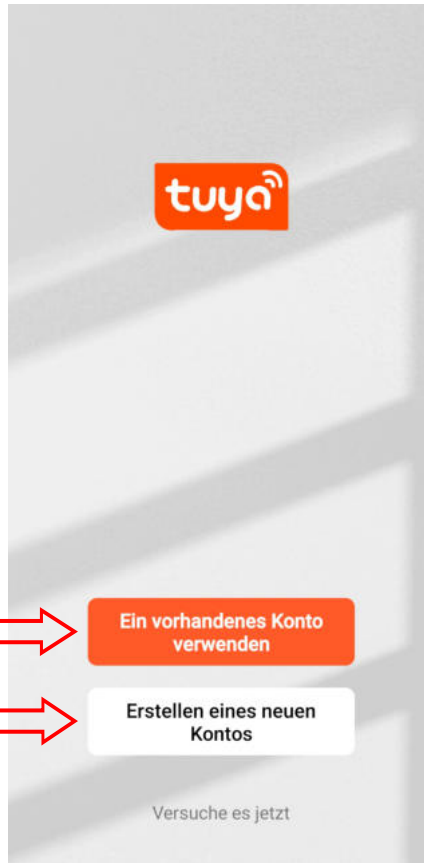 tuya
Ein vorhandenes Konto
verwenden
Erstellen eines neuen
Kontos
Versuche es jetzt